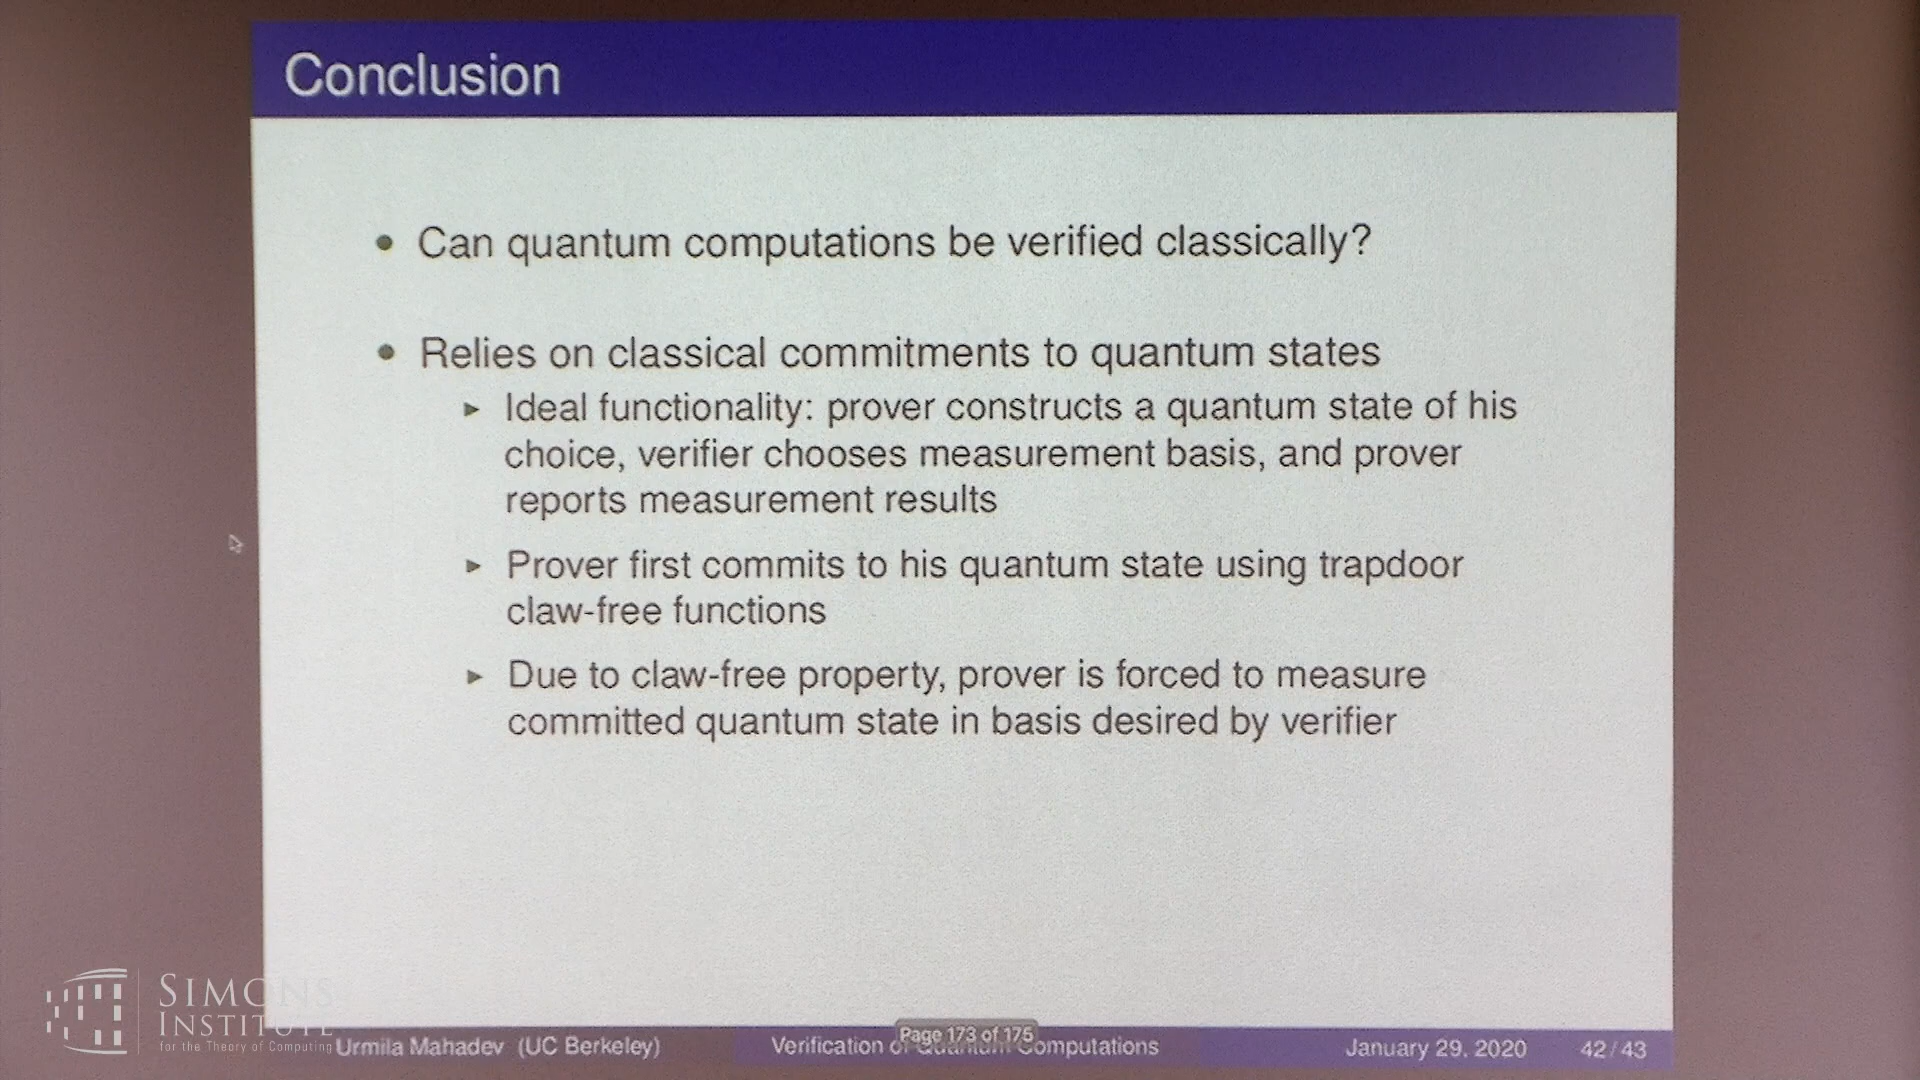 Conclusion
Can quantum computations be verified classically?
Relies on classical commitments to quantum states
Ideal functionality: prover constructs a quantum state of his
choice, verifier chooses measurement basis, and prover
reports measurement results
Prover first commits to his quantum state using trapdoor
claw-free functions
Due to claw-free property, prover is forced to measure
committed quantum state in basis desired by verifier
SIMONS
INSTITUTE
for the Theory of Computing
Urmila Mahadev (UC Berkeley)
Verification of Quantum Computations
Page 173 of 175
January 29, 2020
42 / 43